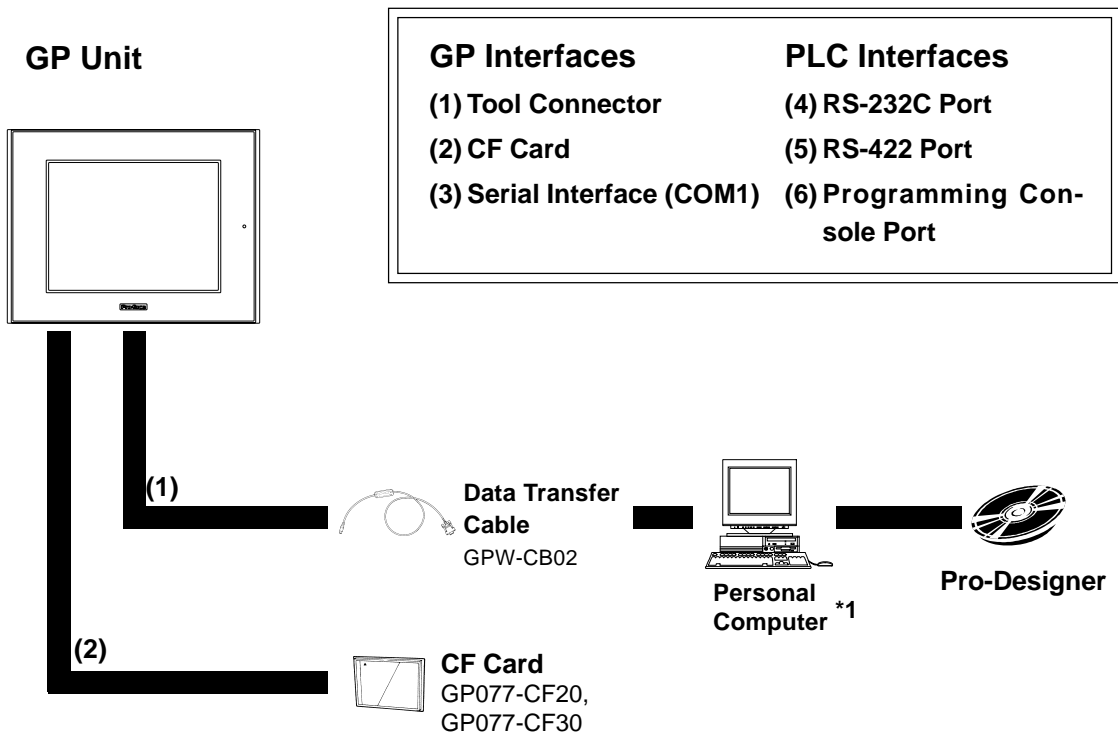 GP Unit
GP Interfaces
(1) Tool Connector
(2) CF Card
(3) Serial Interface (COM1)
PLC Interfaces
(4) RS-232C Port
(5) RS-422 Port
(6) Programming Con-
sole Port
Pro-face
(1)
Data Transfer
Cable
GPW-CB02
Personal
Computer *1
Pro-Designer
(2)
CF Card
GP077-CF20,
GP077-CF30